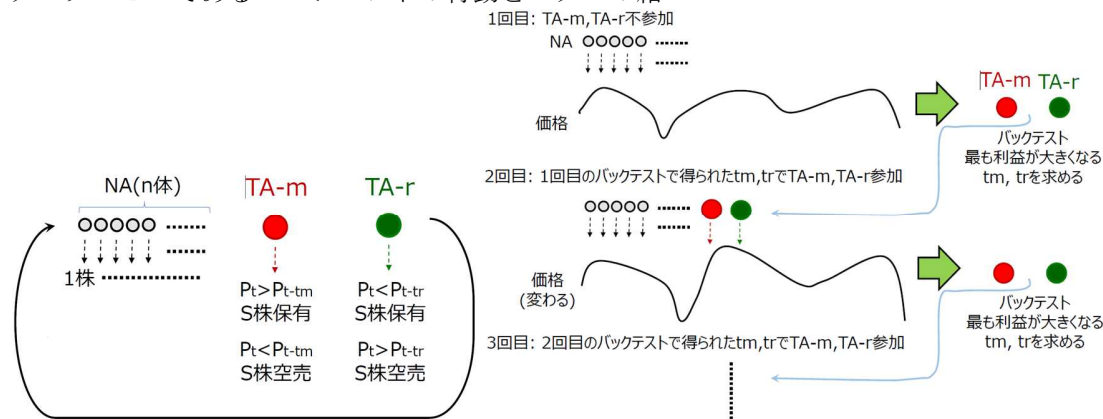 1回目: TA-m,TA-r不参加
NA
価格
TA-m TA-r
バックテスト
最も利益が大きくなる
tm, trを求める
2回目: 1回目のバックテストで得られたtm,trでTA-m,TA-r参加
価格
(変わる)
バックテスト
最も利益が大きくなる
tm, trを求める
3回目: 2回目のバックテストで得られたtm,trでTA-m,TA-r参加
NA(n体)
TA-m
TA-r
1株
Pt>Pt-tm
S株保有
Pt<Pt-tm
S株空売
Pt<Pt-tr
S株保有
Pt>Pt-tr
S株空売